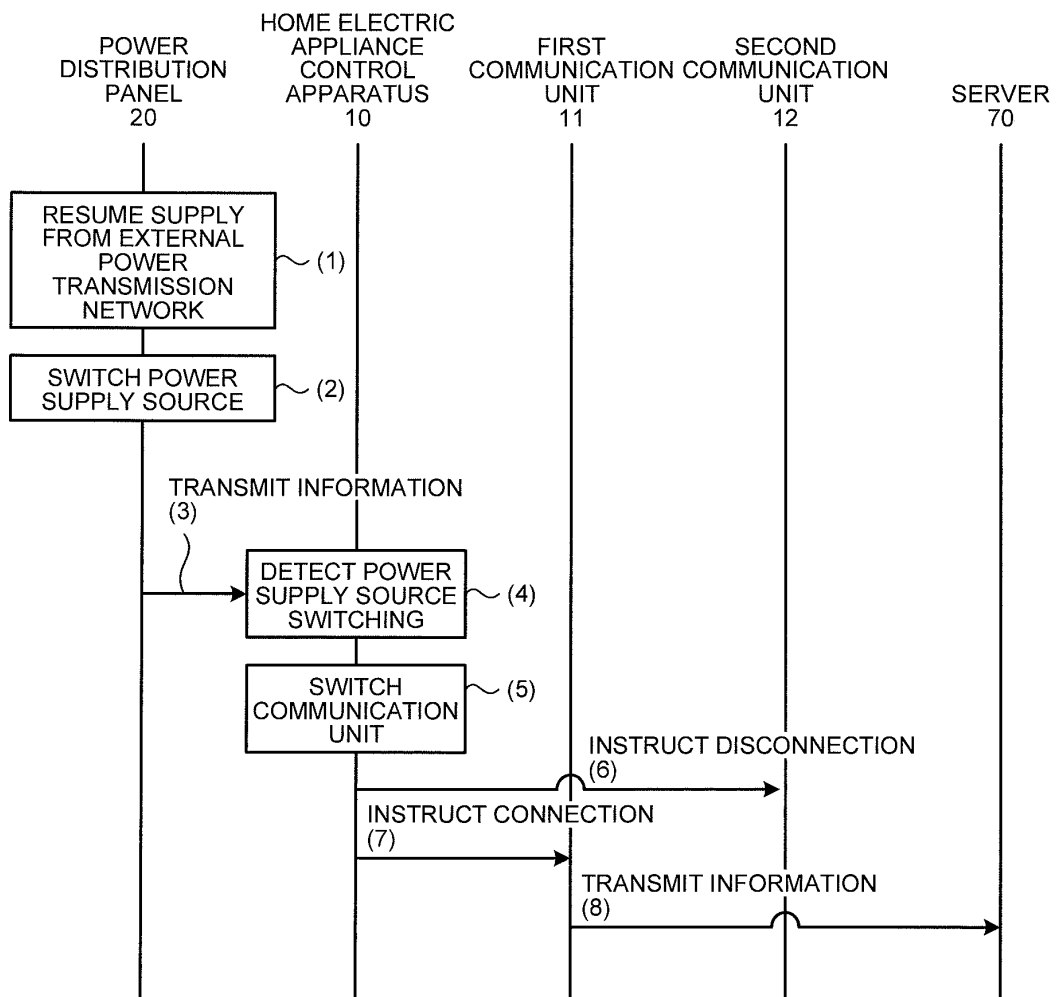 POWER
DISTRIBUTION
PANEL
20
HOME ELECTRIC
APPLIANCE
CONTROL
APPARATUS
10
FIRST
COMMUNICATION
UNIT
11
SECOND
COMMUNICATION
UNIT
12
SERVER
70
RESUME SUPPLY
FROM EXTERNAL
POWER
TRANSMISSION
NETWORK
(1)
SWITCH POWER
SUPPLY SOURCE
(2)
TRANSMIT INFORMATION
(3)
DETECT POWER
SUPPLY SOURCE
SWITCHING
(4)
SWITCH
COMMUNICATION
UNIT
(5)
INSTRUCT DISCONNECTION
(6)
INSTRUCT CONNECTION
(7)
TRANSMIT INFORMATION
(8)